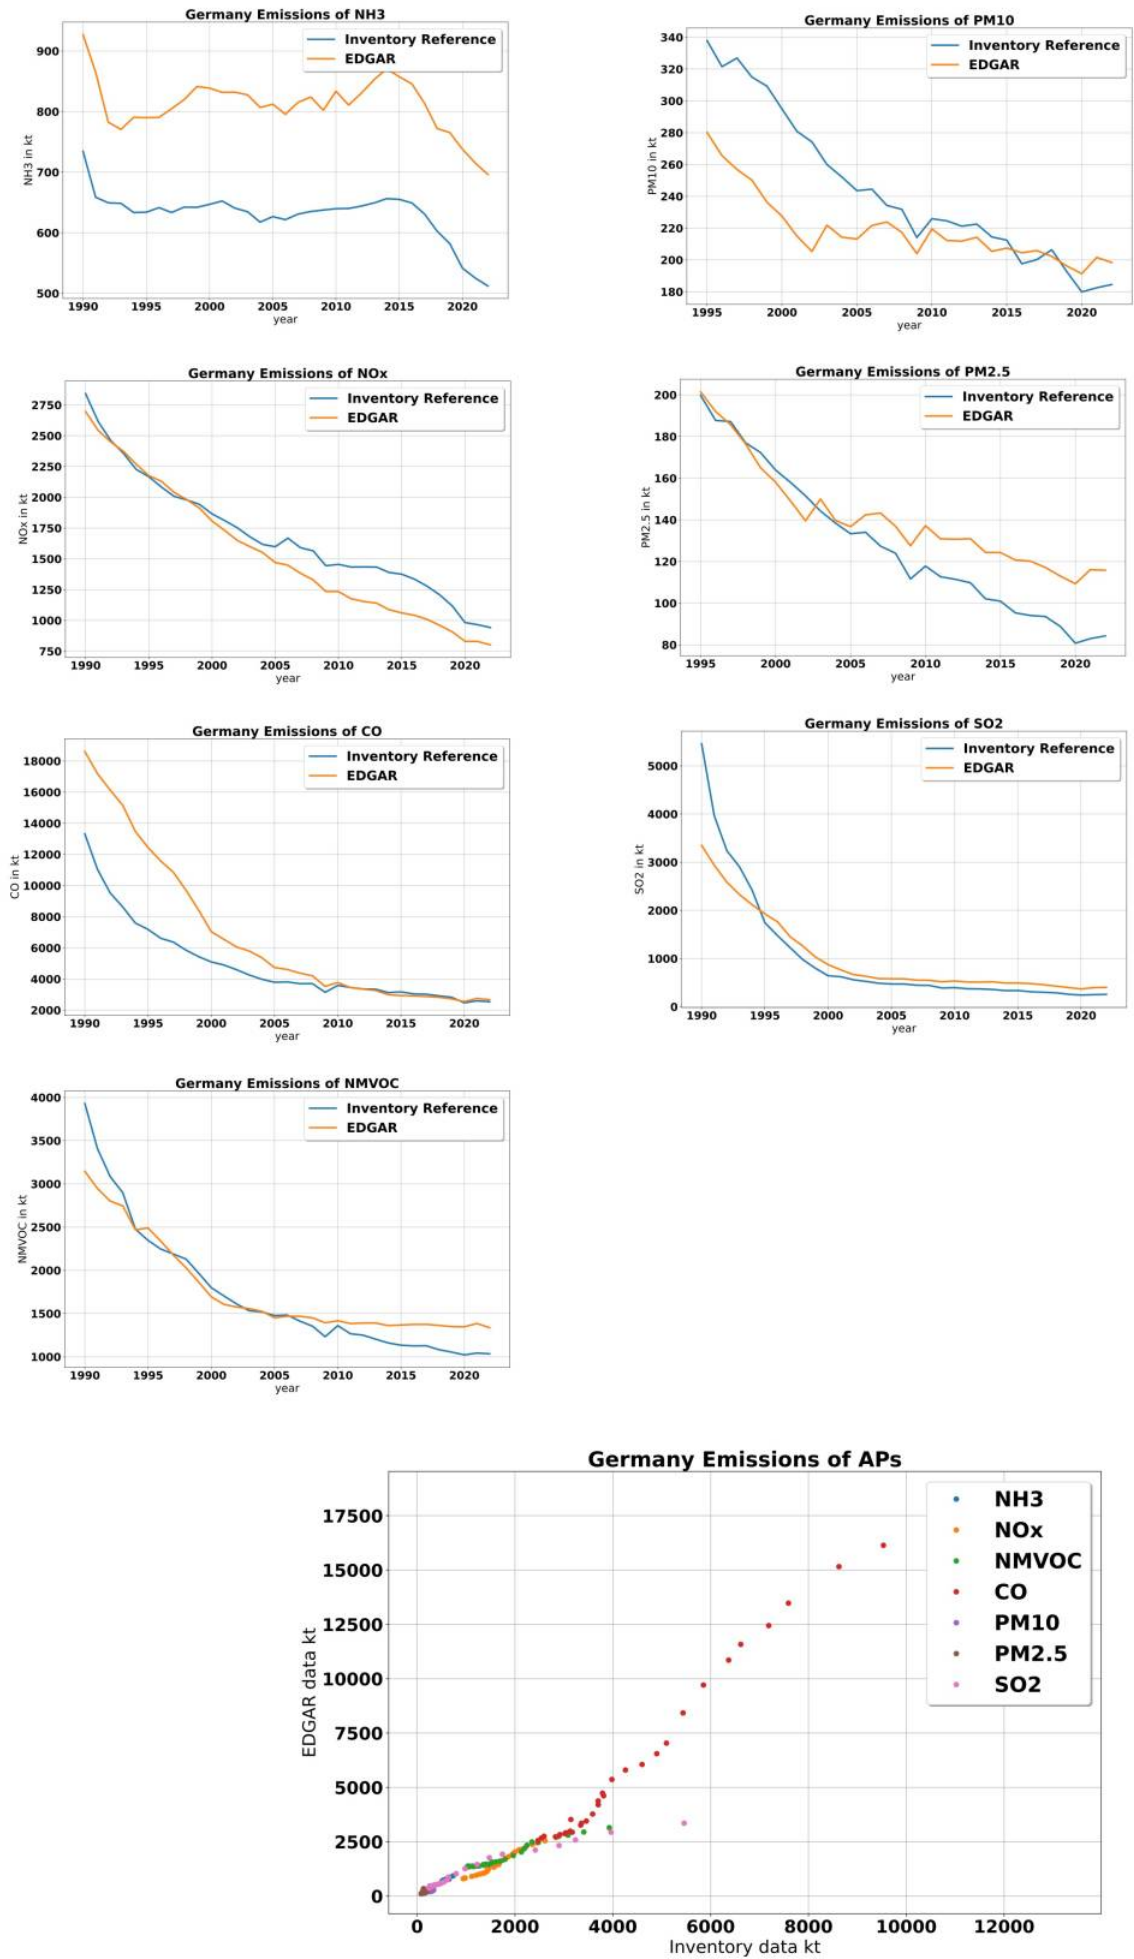 Germany Emissions of NH3
Inventory Reference
EDGAR
NH3 in kt
900
800
700
600
500
1990 1995 2000 2005 2010 2015 2020
year
Germany Emissions of PM10
Inventory Reference
EDGAR
PM10 in kt
340
320
300
280
260
240
220
200
180
1995 2000 2005 2010 2015 2020
year
Germany Emissions of NOx
Inventory Reference
EDGAR
NOx in kt
2750
2500
2250
2000
1750
1500
1250
1000
750
1990 1995 2000 2005 2010 2015 2020
year
Germany Emissions of PM2.5
Inventory Reference
EDGAR
PM2.5 in kt
200
180
160
140
120
100
80
1995 2000 2005 2010 2015 2020
year
Germany Emissions of CO
Inventory Reference
EDGAR
CO in kt
18000
16000
14000
12000
10000
8000
6000
4000
2000
1990 1995 2000 2005 2010 2015 2020
year
Germany Emissions of SO2
Inventory Reference
EDGAR
SO2 in kt
5000
4000
3000
2000
1000
0
1990 1995 2000 2005 2010 2015 2020
year
Germany Emissions of NMVOC
Inventory Reference
EDGAR
NMVOC in kt
4000
3500
3000
2500
2000
1500
1000
1990 1995 2000 2005 2010 2015 2020
year
Germany Emissions of APs
NH3
NOx
NMVOC
CO
PM10
PM2.5
SO2
EDGAR data kt
17500
15000
12500
10000
7500
5000
2500
0
0 2000 4000 6000 8000 10000 12000
Inventory data kt